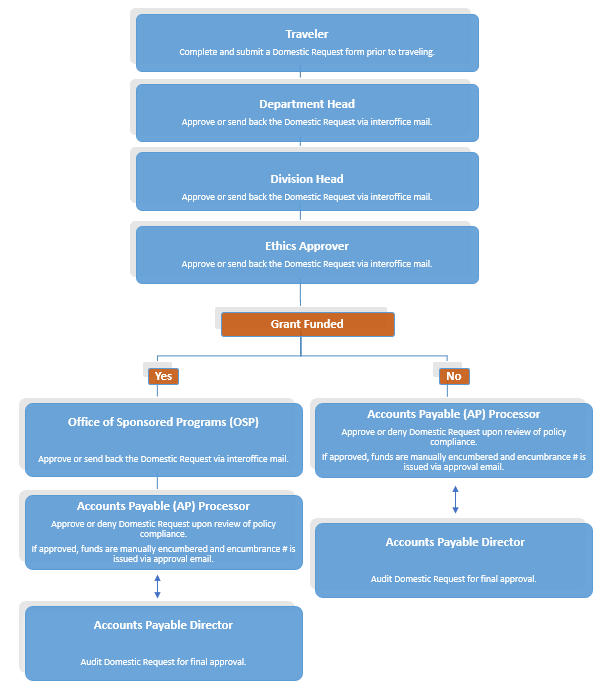 Traveler
Complete and submit a Domestic Request form prior to traveling.
Department Head
Approve or send back the Domestic Request via interoffice mail.
Division Head
Approve or send back the Domestic Request via interoffice mail.
Ethics Approver
Approve or send back the Domestic Request via interoffice mail.
Grant Funded
Yes
No
Office of Sponsored Programs (OSP)
Approve or send back the Domestic Request via interoffice mail.
Accounts Payable (AP) Processor
Approve or deny Domestic Request upon review of policy
compliance.
If approved, funds are manually encumbered and encumbrance # is
issued via approval email.
Accounts Payable Director
Audit Domestic Request for final approval.
Accounts Payable (AP) Processor
Approve or deny Domestic Request upon review of policy
compliance.
If approved, funds are manually encumbered and encumbrance # is
issued via approval email.
Accounts Payable Director
Audit Domestic Request for final approval.